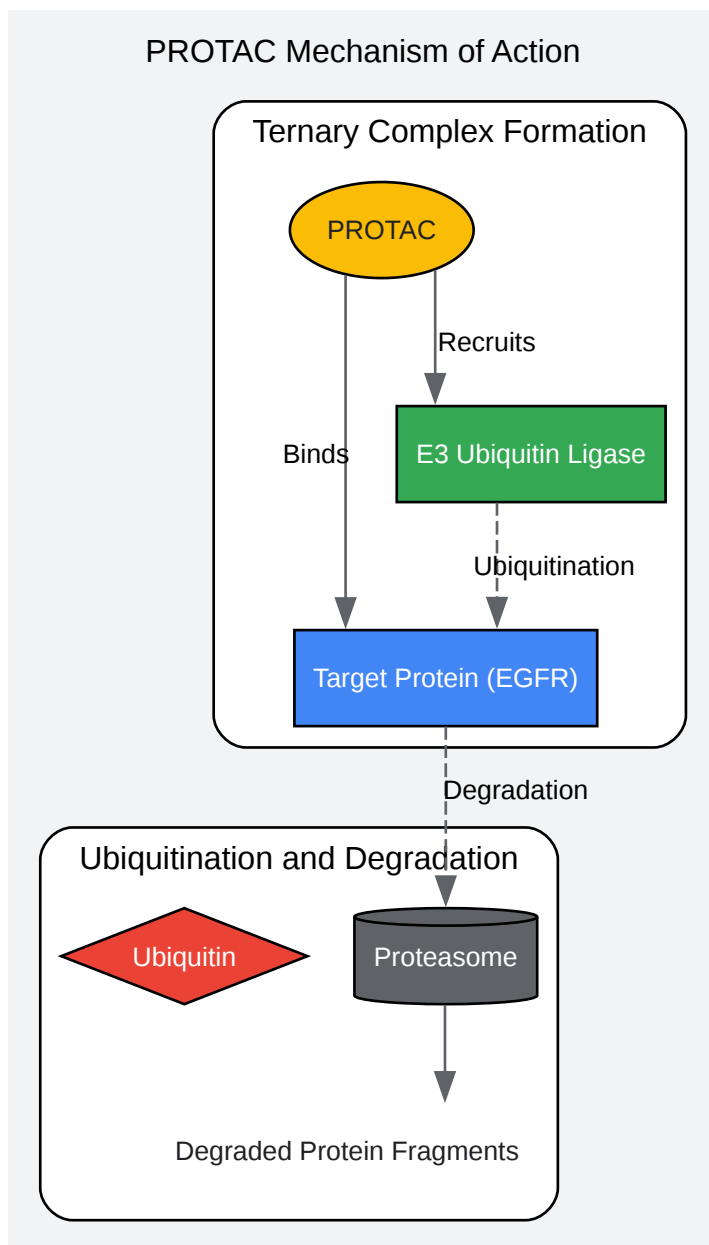 PROTAC Mechanism of Action
Ternary Complex Formation
PROTAC
Recruits
Binds
E3 Ubiquitin Ligase
Ubiquitination
Target Protein (EGFR)
Degradation
Ubiquitination and Degradation
Ubiquitin
Proteasome
Degraded Protein Fragments